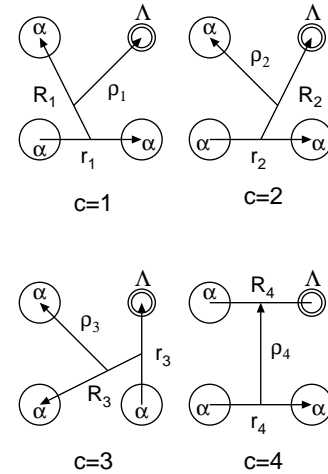 α Λ
R₁ ρ₁
α α
r₁
c=1
α Λ
ρ₂ R₂
α α
r₂
c=2
α Λ
ρ₃ r₃
R₃
α α
c=3
R₄ Λ
α
ρ₄
α α
r₄
c=4